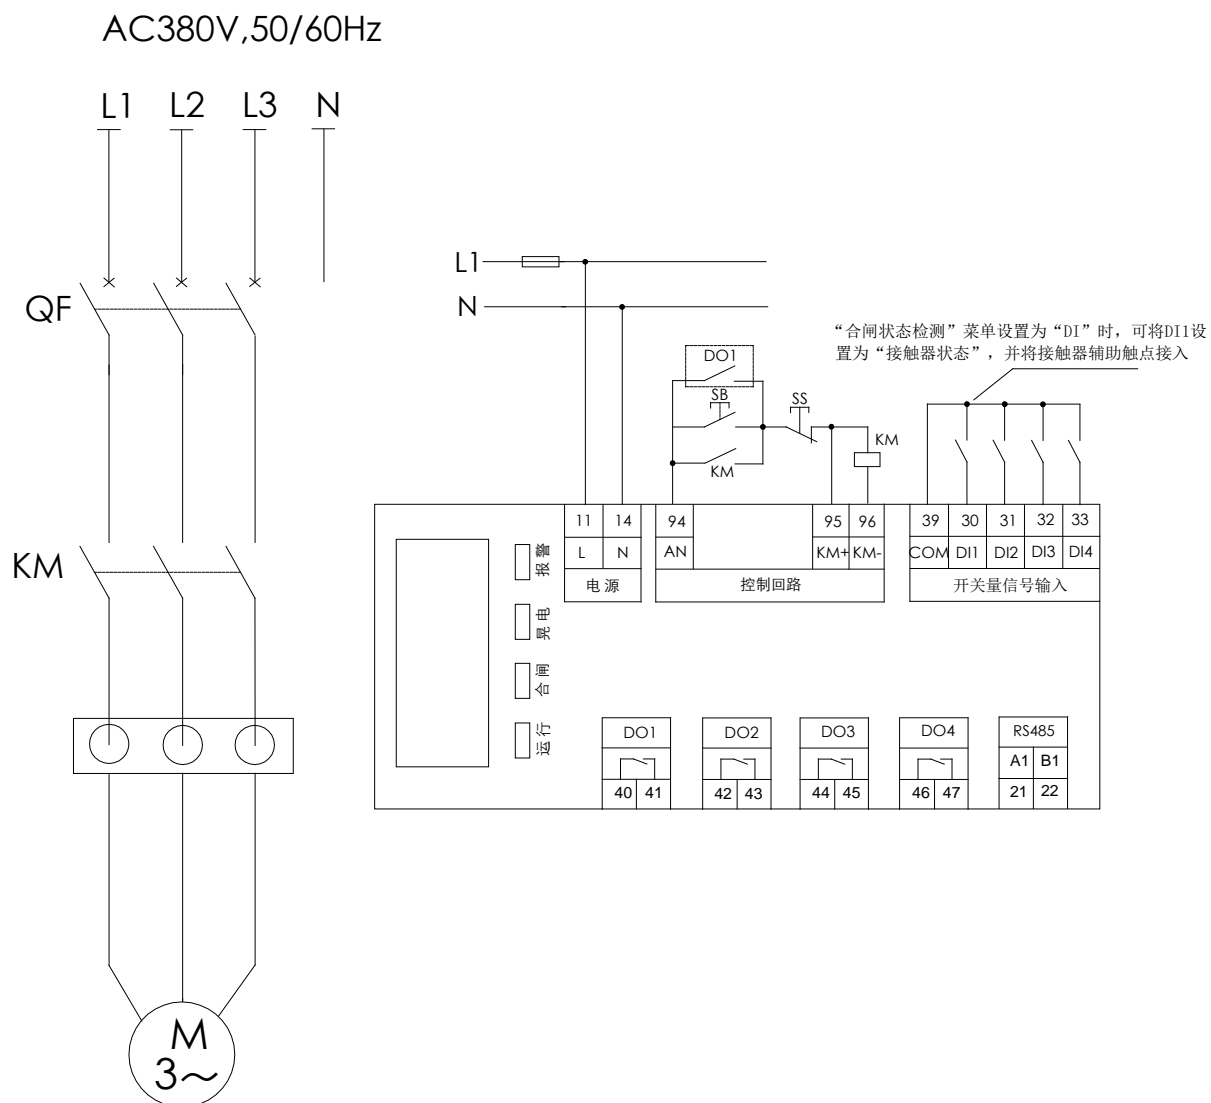 AC380V,50/60Hz
L1 L2 L3 N
QF
KM
M
3~
L1
N
“合闸状态检测”菜单设置为“DI”时，可将DI1设
置为“接触器状态”，并将接触器辅助触点接入
DO1
SB
SS
KM
KM
11 14 94 95 96 39 30 31 32 33
L N AN KM+ KM- COM DI1 DI2 DI3 DI4
电 源 控制回路 开关量信号输入
报警
晃电
合闸
运行
DO1 DO2 DO3 DO4 RS485
A1 B1
40 41 42 43 44 45 46 47 21 22